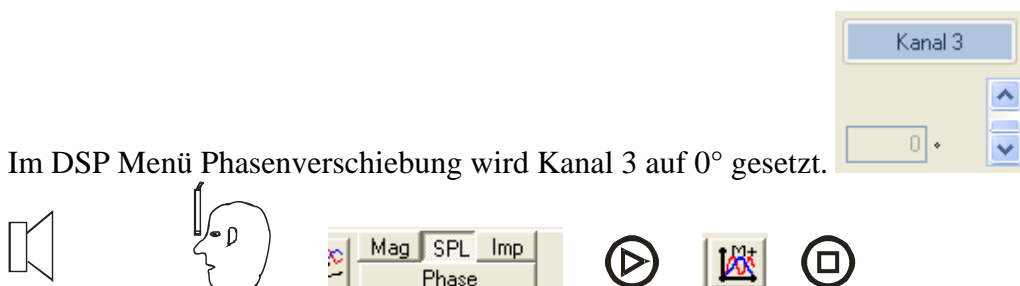 Kanal 3
Im DSP Menü Phasenverschiebung wird Kanal 3 auf 0° gesetzt.
0 °
Mag SPL Imp
M+
Phase